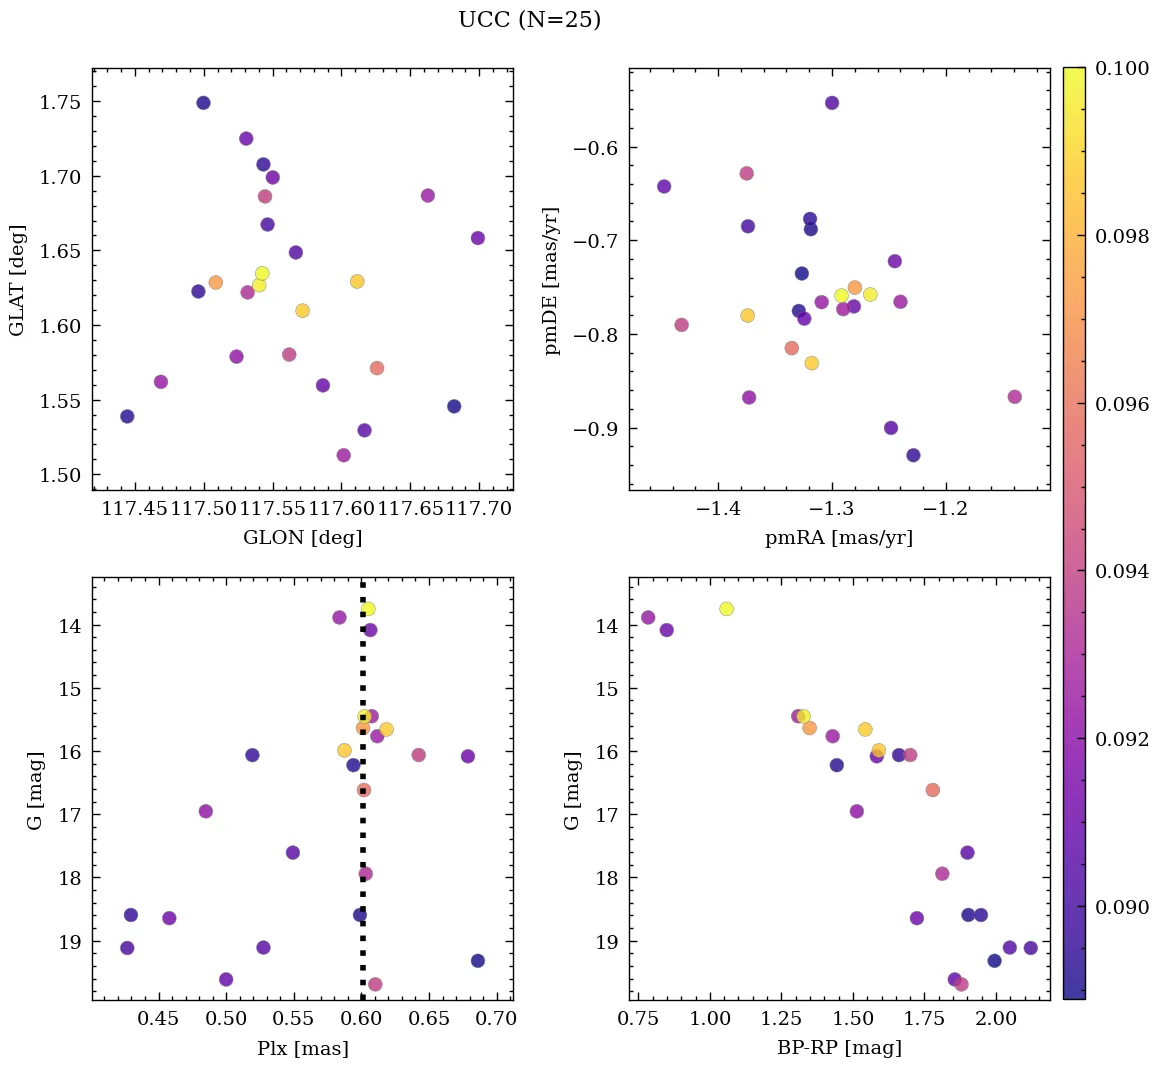 UCC (N=25)
1.75
1.70
1.65
1.60
1.55
1.50
GLAT [deg]
117.45 117.50 117.55 117.60 117.65 117.70
GLON [deg]
−0.6
−0.7
−0.8
−0.9
pmDE [mas/yr]
−1.4 −1.3 −1.2
pmRA [mas/yr]
14
15
16
17
18
19
G [mag]
0.45 0.50 0.55 0.60 0.65 0.70
Plx [mas]
14
15
16
17
18
19
G [mag]
0.75 1.00 1.25 1.50 1.75 2.00
BP-RP [mag]
0.100
0.098
0.096
0.094
0.092
0.090